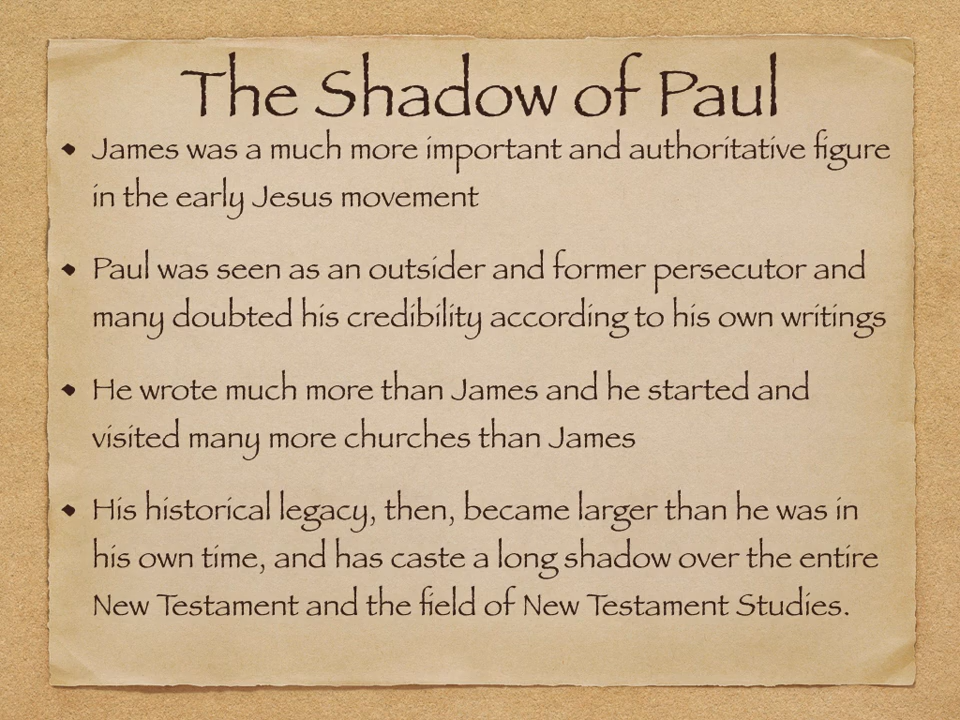 The Shadow of Paul
• James was a much more important and authoritative figure
in the early Jesus movement
• Paul was seen as an outsider and former persecutor and
many doubted his credibility according to his own writings
• He wrote much more than James and he started and
visited many more churches than James
• His historical legacy, then, became larger than he was in
his own time, and has caste a long shadow over the entire
New Testament and the field of New Testament Studies.